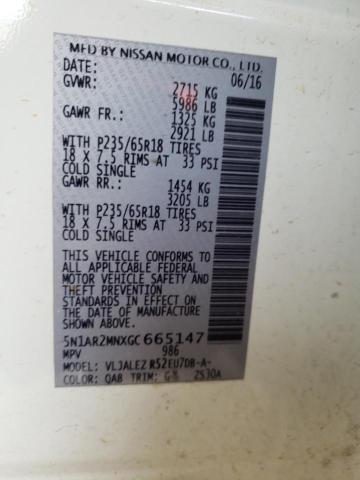 MFD BY NISSAN MOTOR CO., LTD.
DATE: 06/16
GVWR: 2715 KG
5986 LB
GAWR FR.: 1325 KG
2921 LB
WITH P235/65R18 TIRES
18 X 7.5 RIMS AT 33 PSI
COLD SINGLE
GAWR RR.: 1454 KG
3205 LB
WITH P235/65R18 TIRES
18 X 7.5 RIMS AT 33 PSI
COLD SINGLE
THIS VEHICLE CONFORMS TO
ALL APPLICABLE FEDERAL
MOTOR VEHICLE SAFETY AND
THEFT PREVENTION
STANDARDS IN EFFECT ON
THE DATE OF MANUFACTURE
SHOWN ABOVE.
5N1AR2MNXGC665147
MPV 986
MODEL: VLJALEZ R52EU7DB-A-
COLOR: QAB TRIM: G 2S30A